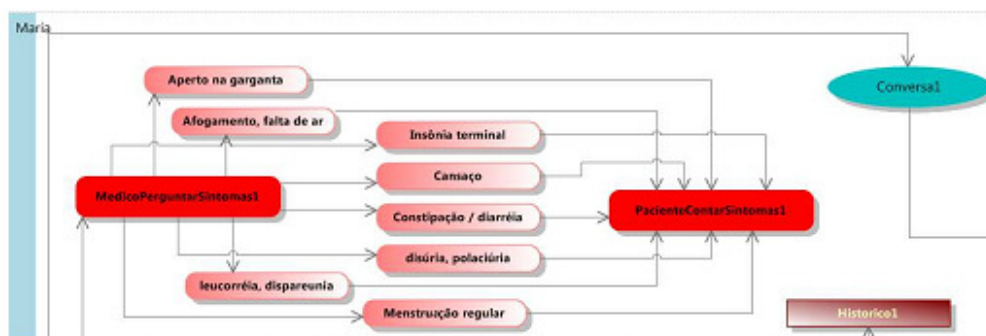 Maria
Aperto na garganta
Conversa1
Afogamento, falta de ar
Insônia terminal
Cansaço
MedicoPerguntarSintomas1
PacienteContarSintomas1
Constipação / diarréia
disúria, polaciúria
leucorréia, dispareunia
Menstruação regular
Historico1